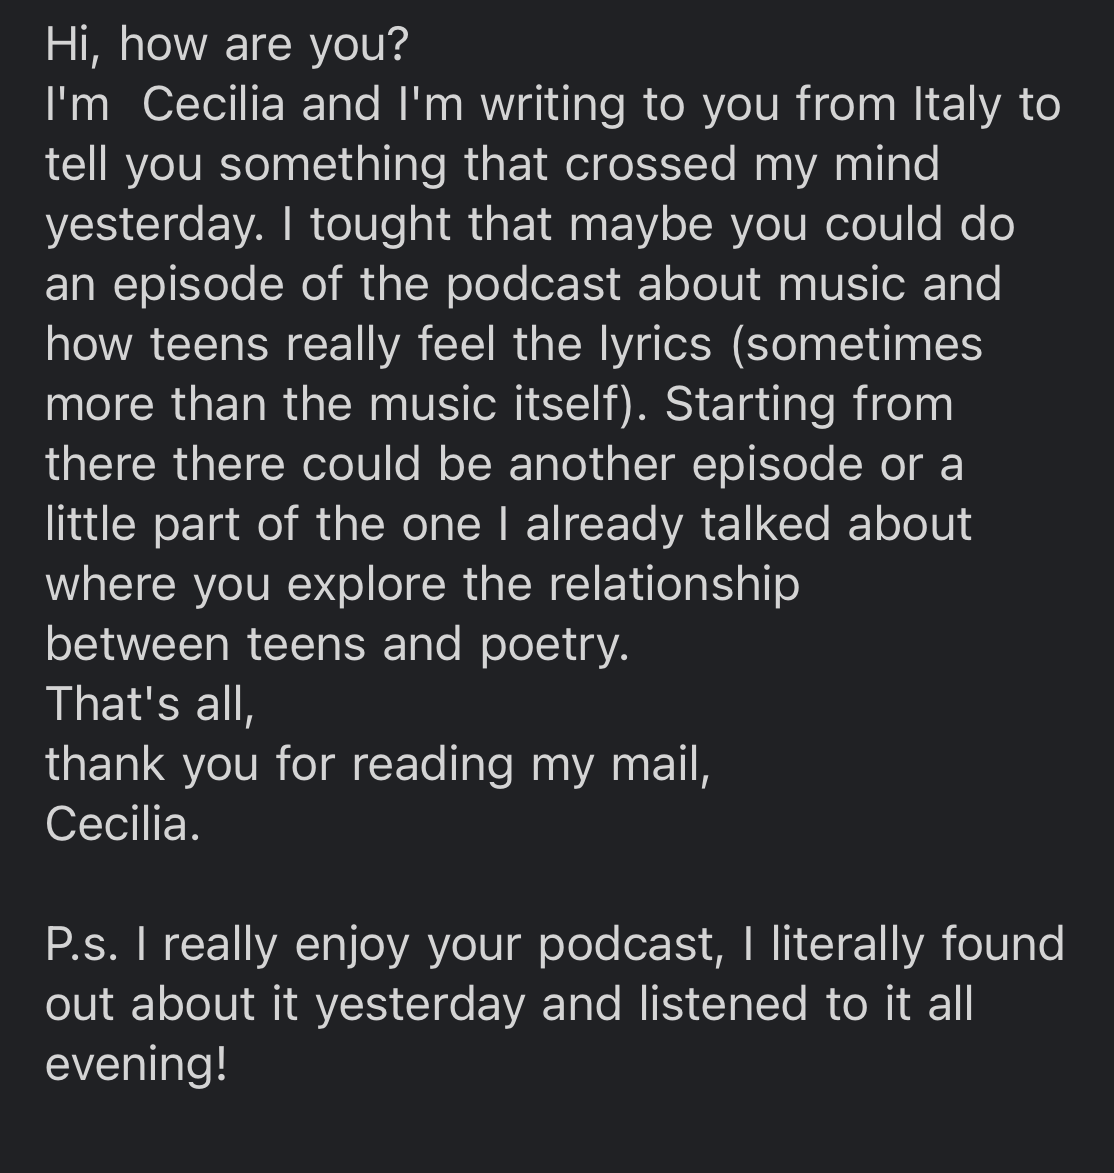 Hi, how are you?
I'm  Cecilia and I'm writing to you from Italy to
tell you something that crossed my mind
yesterday. I tought that maybe you could do
an episode of the podcast about music and
how teens really feel the lyrics (sometimes
more than the music itself). Starting from
there there could be another episode or a
little part of the one I already talked about
where you explore the relationship
between teens and poetry.
That's all,
thank you for reading my mail,
Cecilia.

P.s. I really enjoy your podcast, I literally found
out about it yesterday and listened to it all
evening!